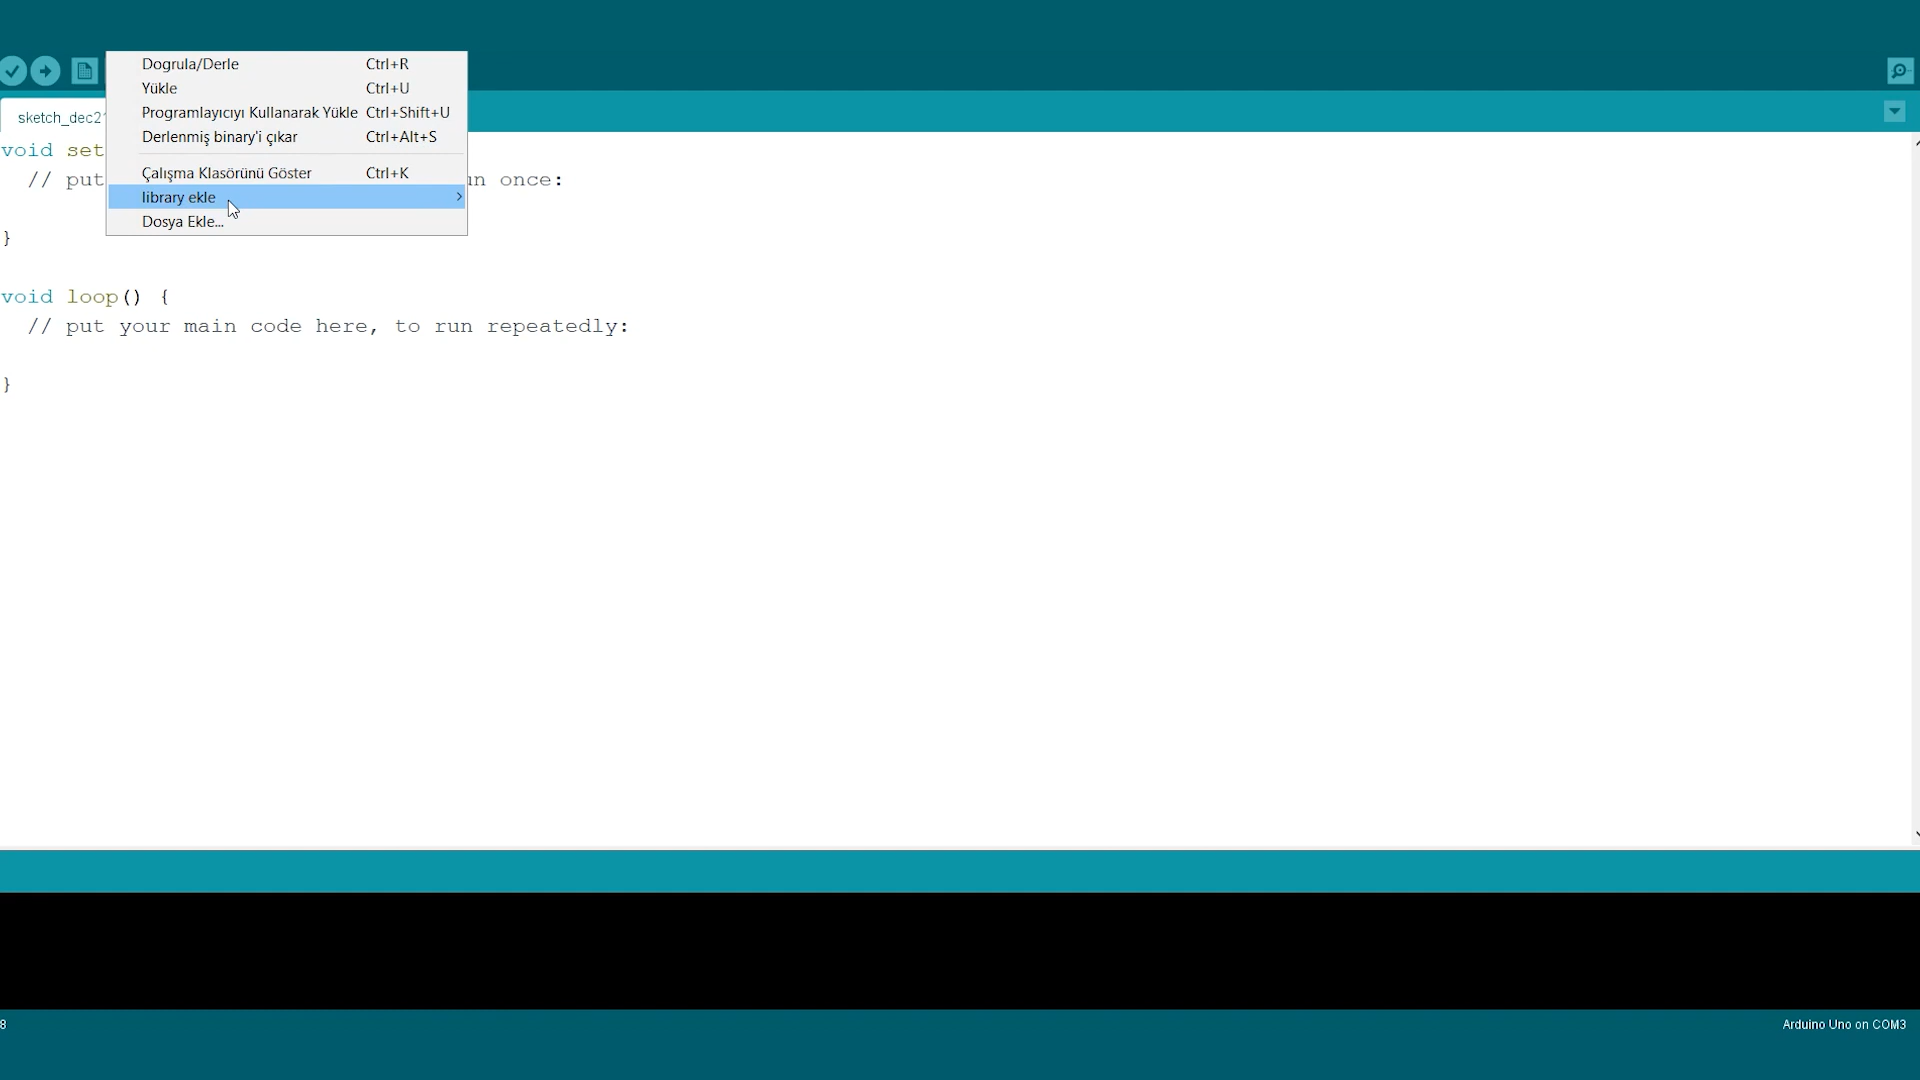 Doğrula/Derle Ctrl+R
Yükle Ctrl+U
Programlayıcıyı Kullanarak Yükle Ctrl+Shift+U
Derlenmiş binary'i çıkar Ctrl+Alt+S
Çalışma Klasörünü Göster Ctrl+K
library ekle
Dosya Ekle...
sketch_dec2
void set
// put un once:
}
void loop() {
// put your main code here, to run repeatedly:
}
8
Arduino Uno on COM3